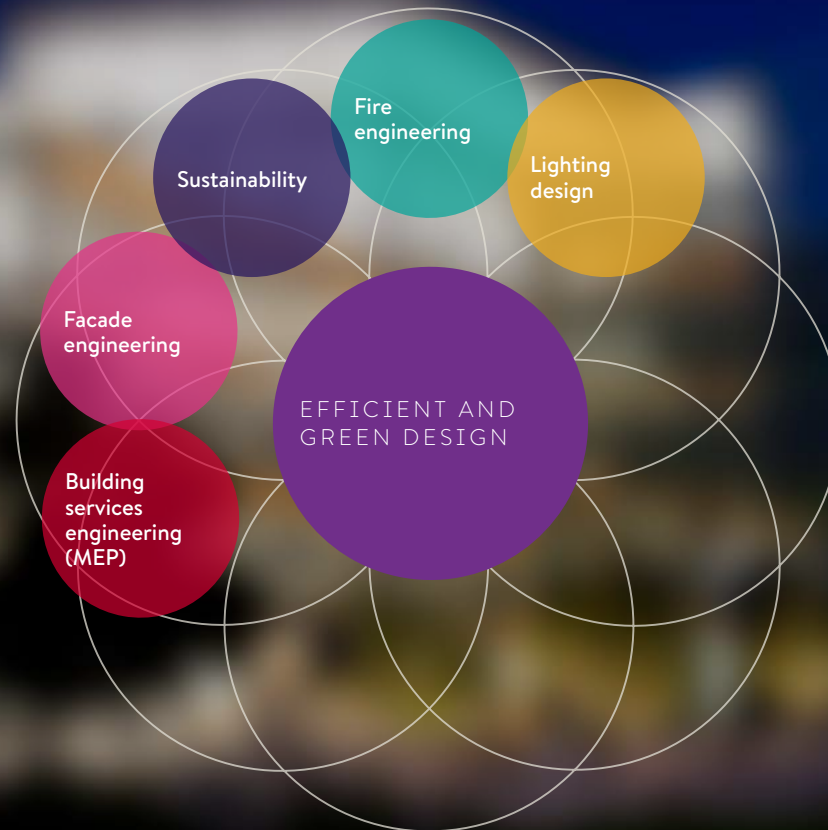 Fire
engineering
Lighting
design
Sustainability
Facade
engineering
EFFICIENT AND
GREEN DESIGN
Building
services
engineering
(MEP)